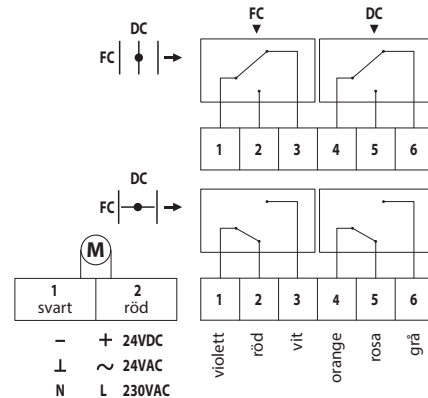 FC DC
DC
FC
1 2 3 4 5 6
DC
FC
M
1 2
svart röd
1 2 3 4 5 6
violett röd vit orange rosa grå
− + 24VDC
⊥ ~ 24VAC
N L 230VAC